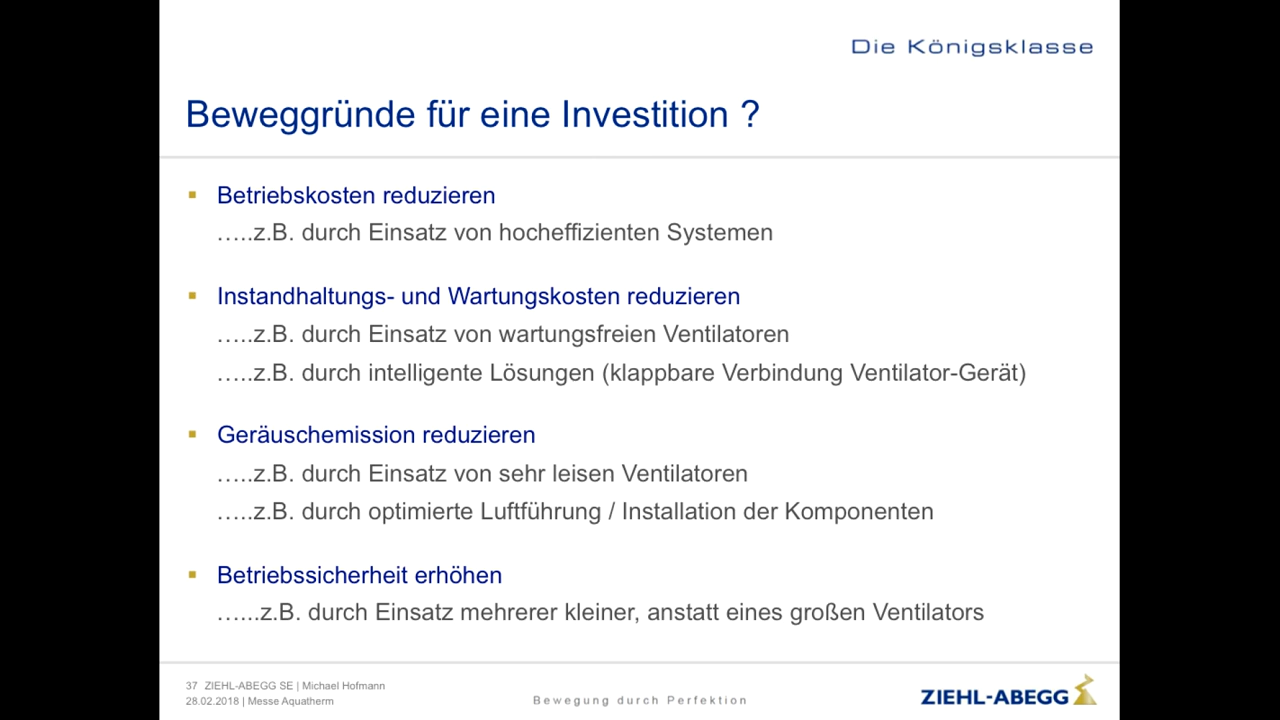 Die Königsklasse
Beweggründe für eine Investition ?
▪ Betriebskosten reduzieren
…..z.B. durch Einsatz von hocheffizienten Systemen
▪ Instandhaltungs- und Wartungskosten reduzieren
…..z.B. durch Einsatz von wartungsfreien Ventilatoren
…..z.B. durch intelligente Lösungen (klappbare Verbindung Ventilator-Gerät)
▪ Geräuschemission reduzieren
…..z.B. durch Einsatz von sehr leisen Ventilatoren
…..z.B. durch optimierte Luftführung / Installation der Komponenten
▪ Betriebssicherheit erhöhen
…...z.B. durch Einsatz mehrerer kleiner, anstatt eines großen Ventilators
37 ZIEHL-ABEGG SE | Michael Hofmann
28.02.2018 | Messe Aquatherm
Bewegung durch Perfektion
ZIEHL-ABEGG